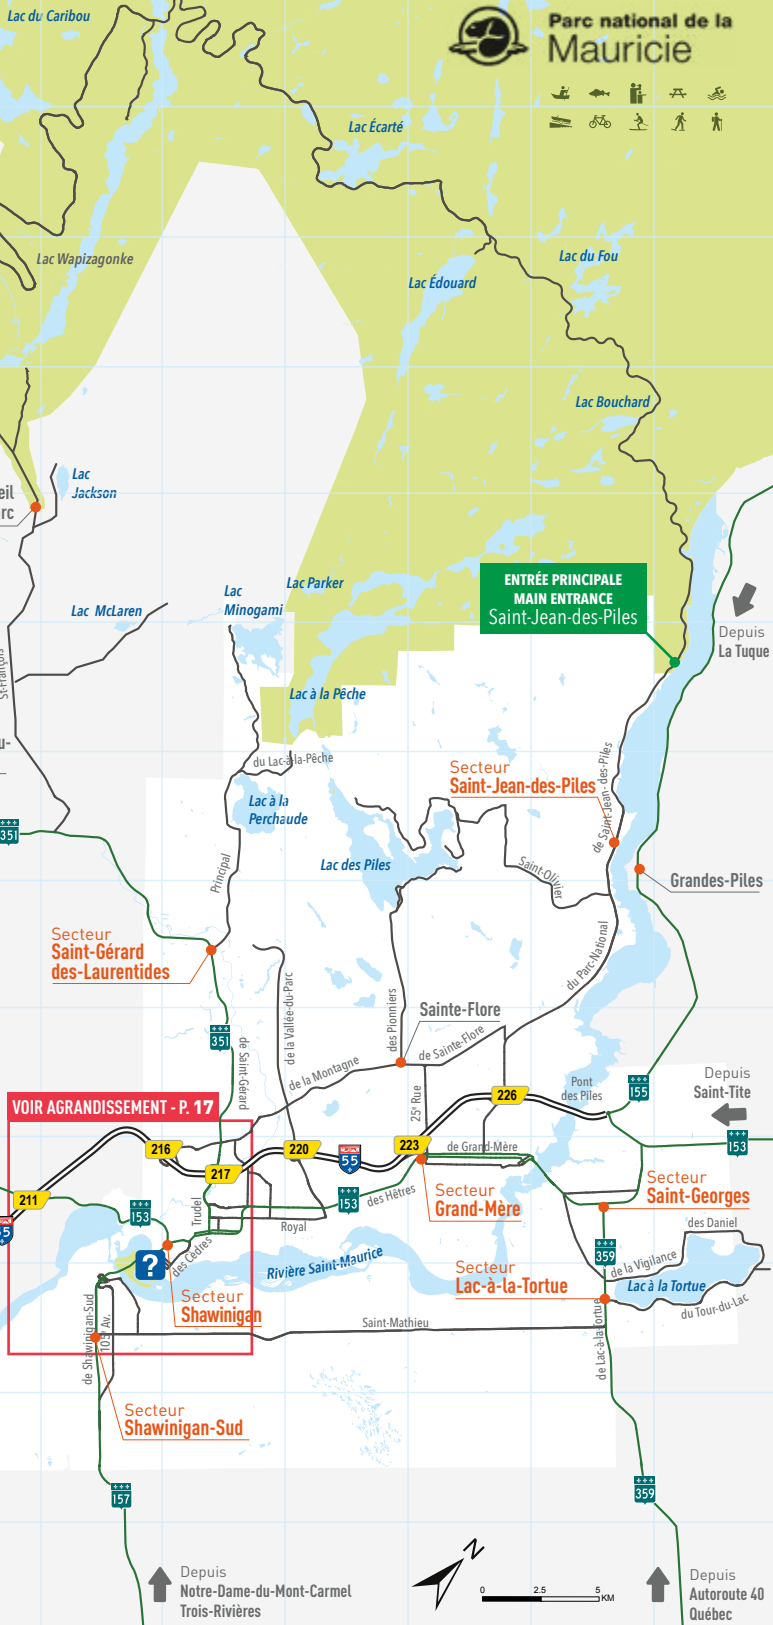 Lac du Caribou
Parc national de la
Mauricie
Lac Écarté
Lac Wapizagonke
Lac du Fou
Lac Édouard
Lac Bouchard
Lac
Jackson
eil
rc
Lac Parker
Lac
Minogami
Lac McLaren
ENTRÉE PRINCIPALE
MAIN ENTRANCE
Saint-Jean-des-Piles
Depuis
La Tuque
St-François
u-
Lac à la Pêche
du Lac-à-la-Pêche
Secteur
Saint-Jean-des-Piles
de Saint-Jean-des-Piles
Lac à la
Perchaude
351
Principal
Lac des Piles
Saint-Olivier
Grandes-Piles
Secteur
Saint-Gérard
des-Laurentides
du Parc-National
de la Vallée-du-Parc
des Pionniers
Sainte-Flore
351
de Saint-Gérard
de la Montagne
de Sainte-Flore
25e Rue
Pont
des Piles
Depuis
Saint-Tite
155
153
VOIR AGRANDISSEMENT - P. 17
226
216
220
55
223
de Grand-Mère
217
211
55
153
Trudel
153
des Hêtres
Royal
Secteur
Grand-Mère
Secteur
Saint-Georges
des Daniel
359
de la Vigilance
?
des Cèdres
Rivière Saint-Maurice
Secteur
Lac-à-la-Tortue
Lac à la Tortue
du Tour-du-Lac
Secteur
Shawinigan
de Shawinigan-Sud
105e Av.
Saint-Mathieu
de Lac-à-la-Tortue
Secteur
Shawinigan-Sud
157
359
N
0 2.5 5
KM
Depuis
Notre-Dame-du-Mont-Carmel
Trois-Rivières
Depuis
Autoroute 40
Québec